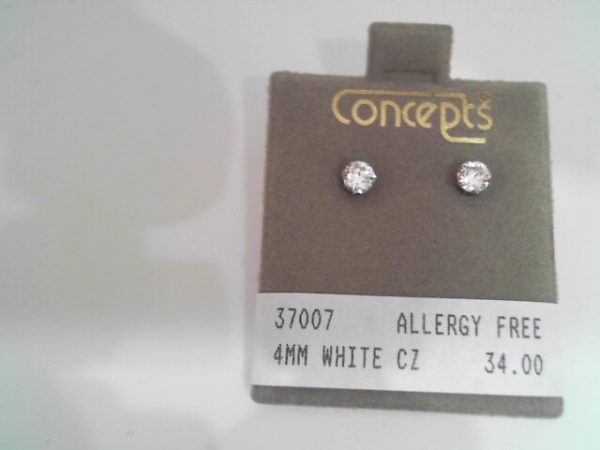 Concepts
37007 ALLERGY FREE
4MM WHITE CZ 34.00